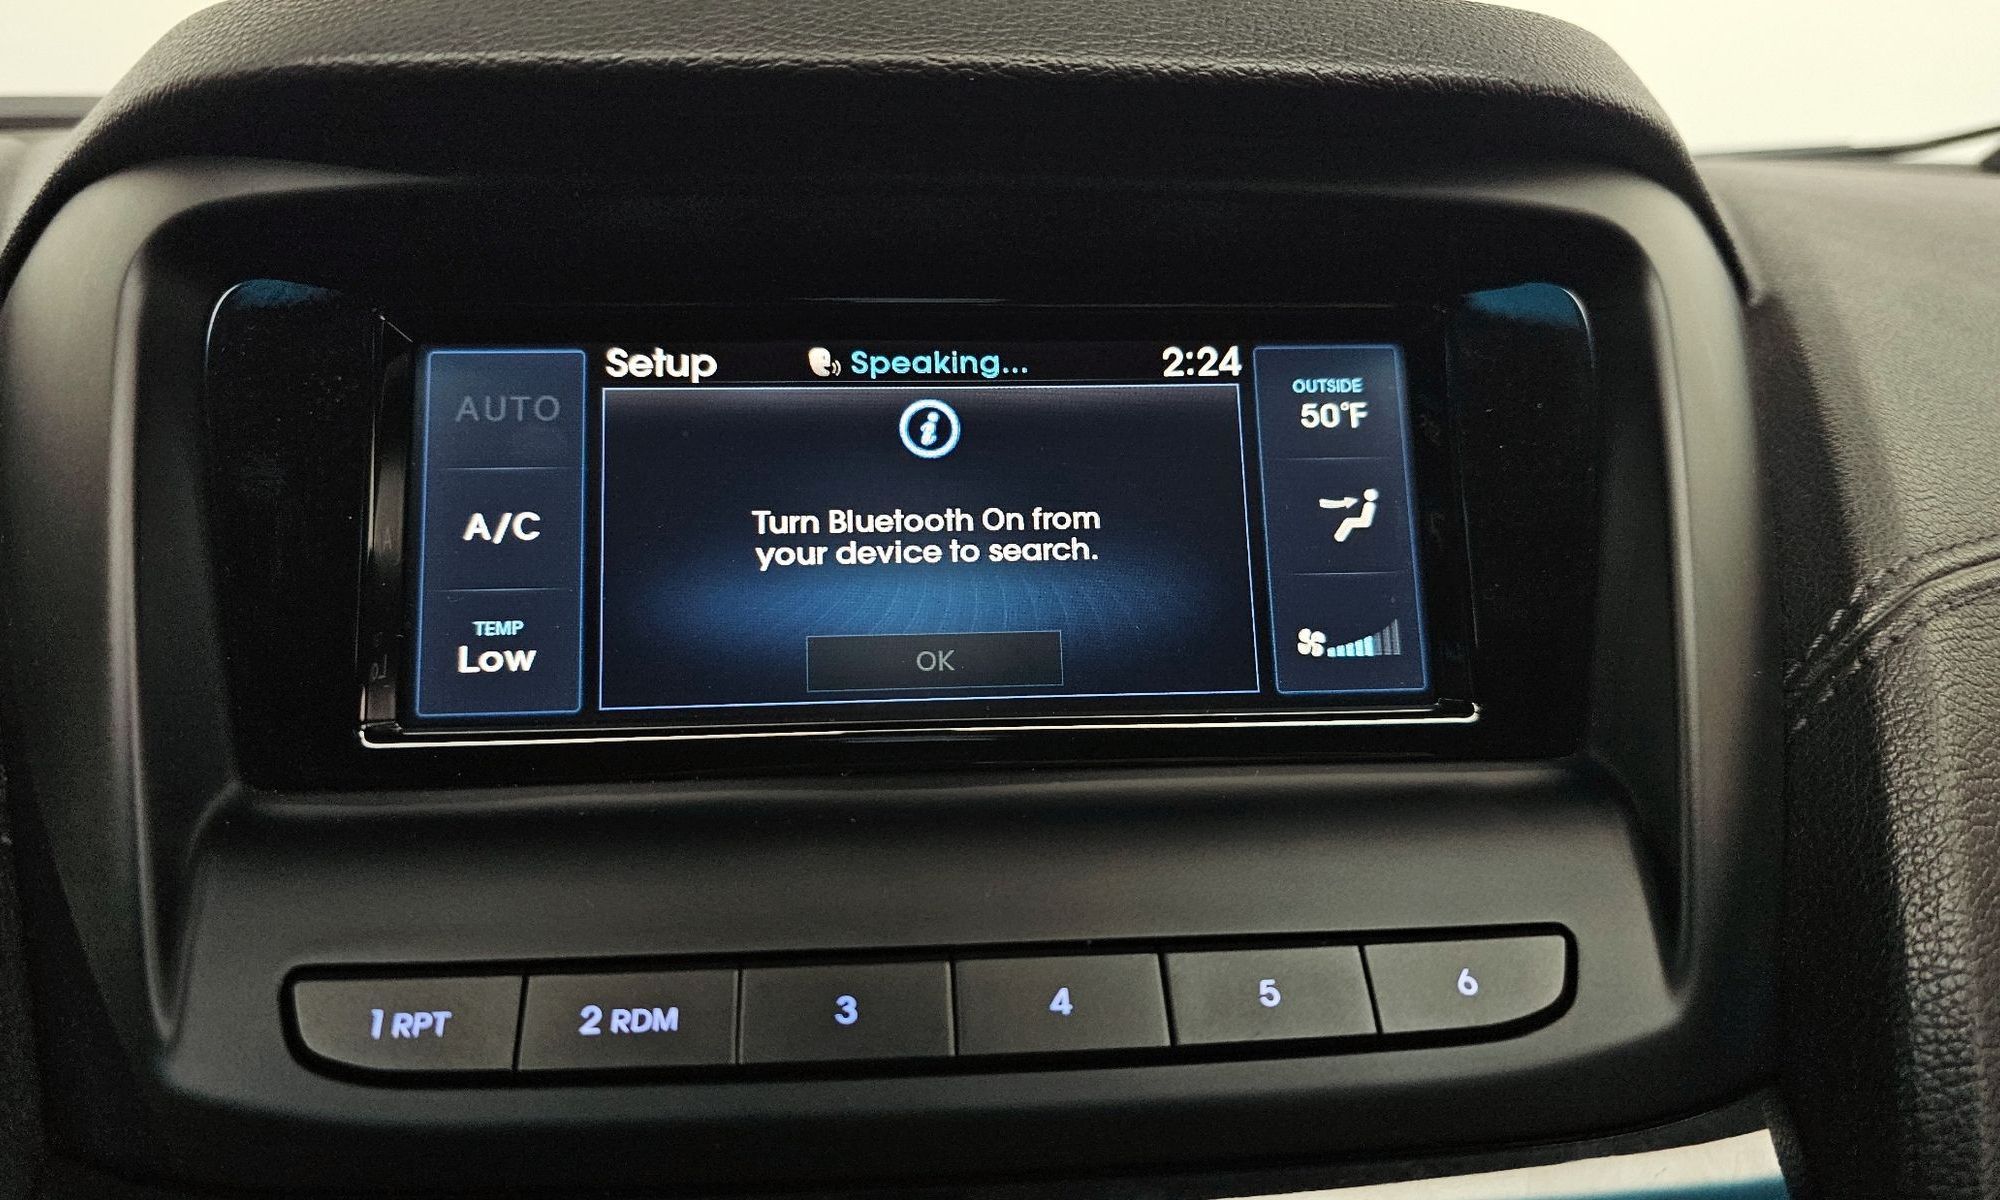 Setup
Speaking...
2:24
AUTO
A/C
TEMP
Low
Turn Bluetooth On from
your device to search.
OK
OUTSIDE
50°F
1 RPT
2 RDM
3
4
5
6